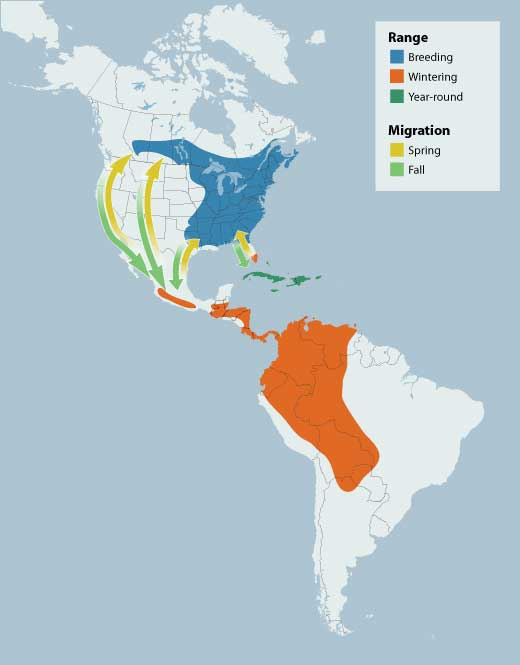 Range
Breeding
Wintering
Year-round
Migration
Spring
Fall